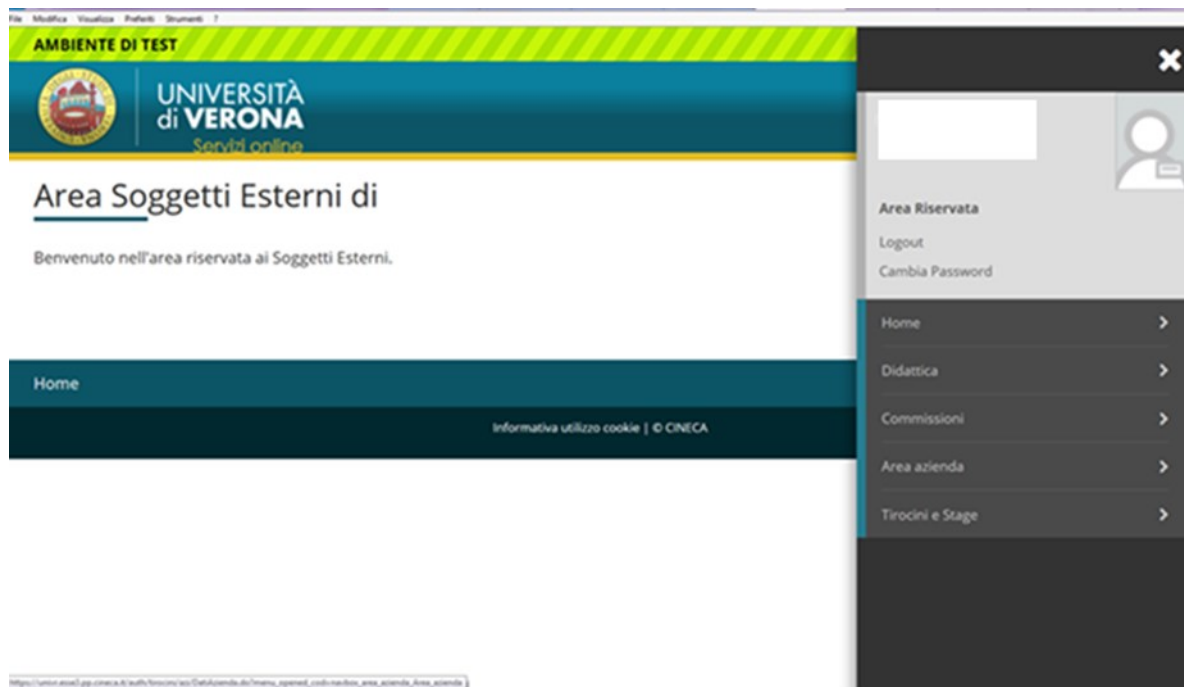 File Modifica Visualizza Preferiti Strumenti ?
AMBIENTE DI TEST
UNIVERSITÀ
di VERONA
Servizi online
Area Soggetti Esterni di
Benvenuto nell'area riservata ai Soggetti Esterni.
Home
Informativa utilizzo cookie | © CINECA
Area Riservata
Logout
Cambia Password
Home
Didattica
Commissioni
Area azienda
Tirocini e Stage